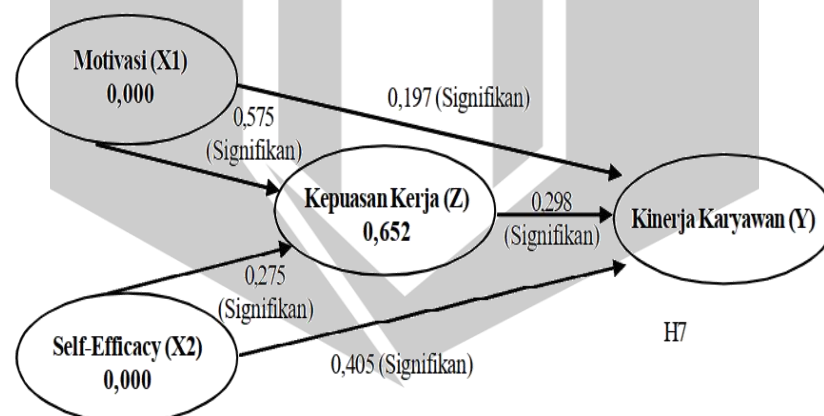 Motivasi (X1)
0,000
0,197 (Signifikan)
0,575
(Signifikan)
Kepuasan Kerja (Z)
0,652
0.298
(Signifikan)
Kinerja Karyawan (Y)
0,275
(Signifikan)
Self-Efficacy (X2)
0,000
0,405 (Signifikan)
H7